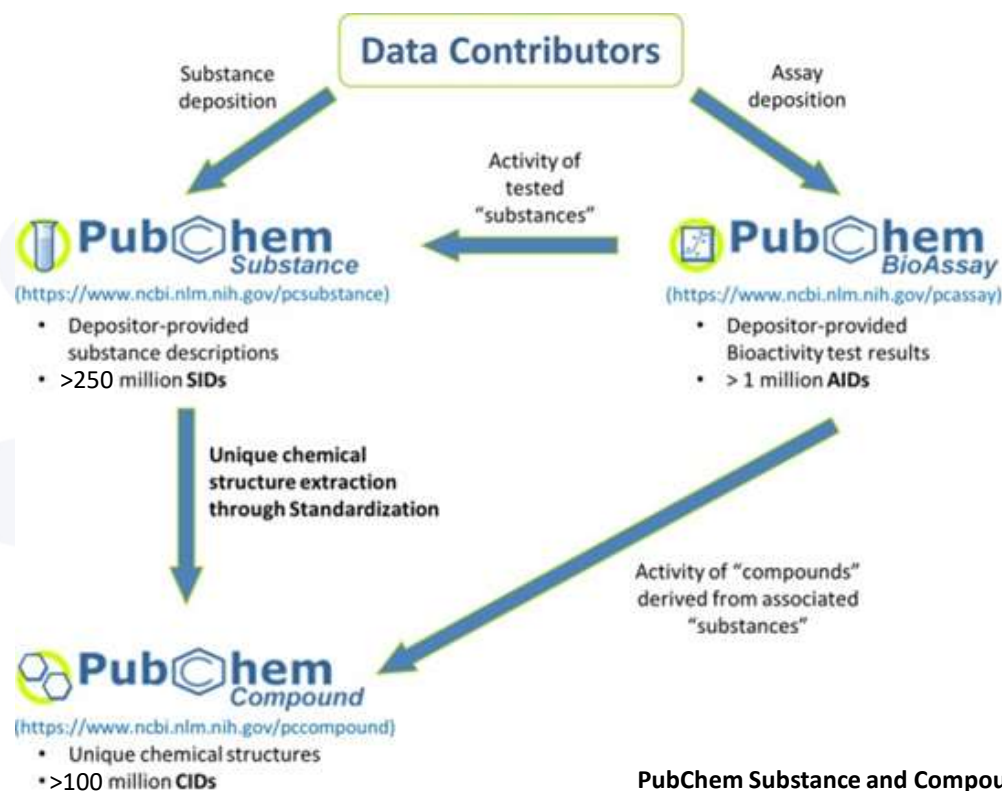 Data Contributors
Substance
deposition
Assay
deposition
Activity of
tested
“substances”
PubChem
Substance
(https://www.ncbi.nlm.nih.gov/pcsubstance)
• Depositor-provided
substance descriptions
• >250 million SIDs
PubChem
BioAssay
(https://www.ncbi.nlm.nih.gov/pcassay)
• Depositor-provided
Bioactivity test results
• > 1 million AIDs
Unique chemical
structure extraction
through Standardization
Activity of “compounds”
derived from associated
“substances”
PubChem
Compound
(https://www.ncbi.nlm.nih.gov/pccompound)
• Unique chemical structures
• >100 million CIDs
PubChem Substance and Compou